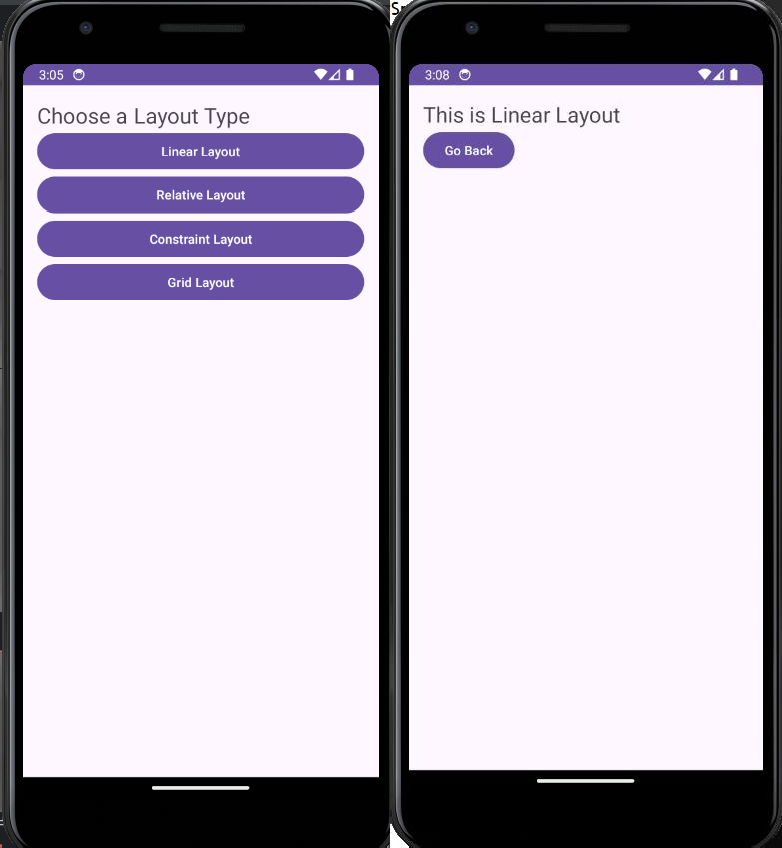 3:05
Choose a Layout Type
Linear Layout
Relative Layout
Constraint Layout
Grid Layout
3:08
This is Linear Layout
Go Back